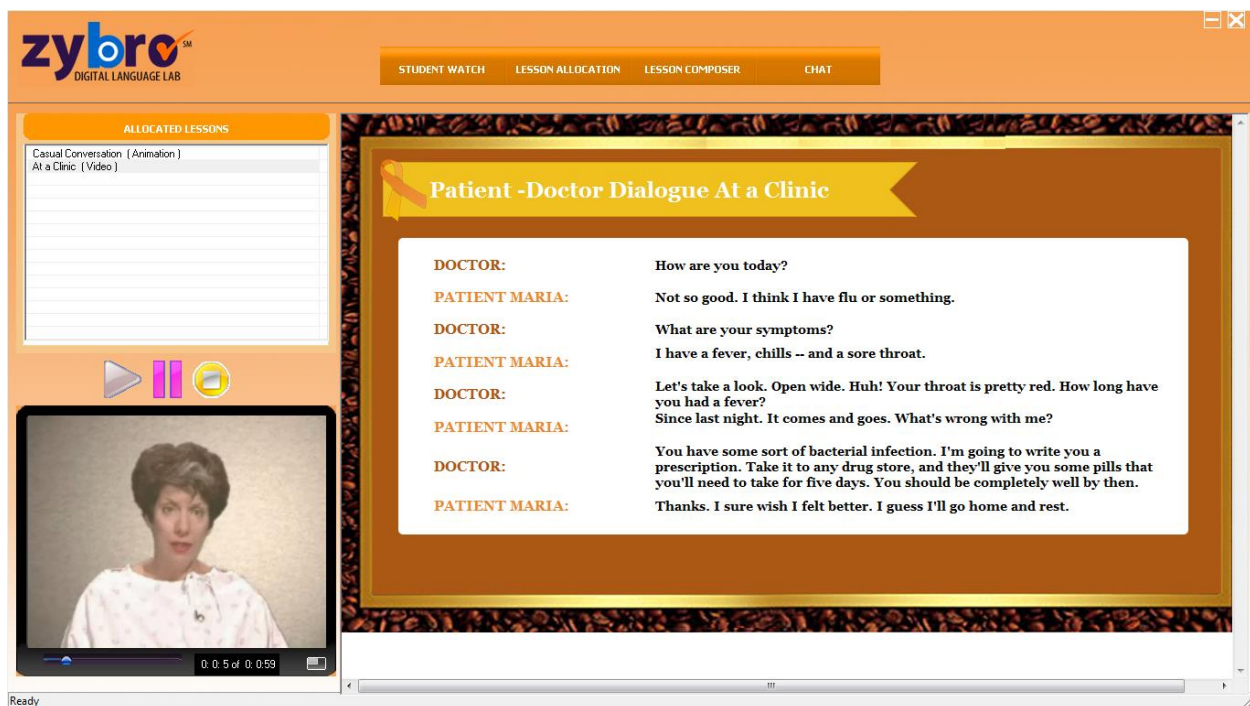 zybro SM
DIGITAL LANGUAGE LAB
STUDENT WATCH LESSON ALLOCATION LESSON COMPOSER CHAT
ALLOCATED LESSONS
Casual Conversation ( Animation )
At a Clinic ( Video )
0: 0: 5 of 0: 0:59
Patient -Doctor Dialogue At a Clinic
DOCTOR: How are you today?
PATIENT MARIA: Not so good. I think I have flu or something.
DOCTOR: What are your symptoms?
PATIENT MARIA: I have a fever, chills -- and a sore throat.
DOCTOR: Let's take a look. Open wide. Huh! Your throat is pretty red. How long have
you had a fever?
PATIENT MARIA: Since last night. It comes and goes. What's wrong with me?
DOCTOR: You have some sort of bacterial infection. I'm going to write you a
prescription. Take it to any drug store, and they'll give you some pills that
you'll need to take for five days. You should be completely well by then.
PATIENT MARIA: Thanks. I sure wish I felt better. I guess I'll go home and rest.
Ready